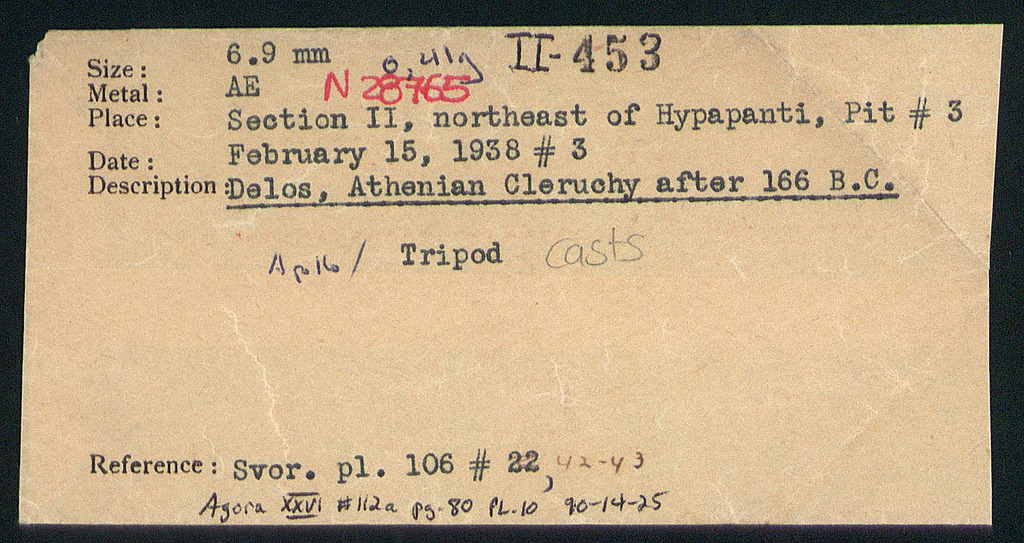 Size: 6.9 mm 0,41g II-453
Metal: AE N 28765
Place: Section II, northeast of Hypapanti, Pit # 3
Date: February 15, 1938 # 3
Description: Delos, Athenian Cleruchy after 166 B.C.
/ Tripod casts
Reference: Svor. pl. 106 # 22, 42-43
Agora XXVI #112a pg. 80 PL.10 90-14-25